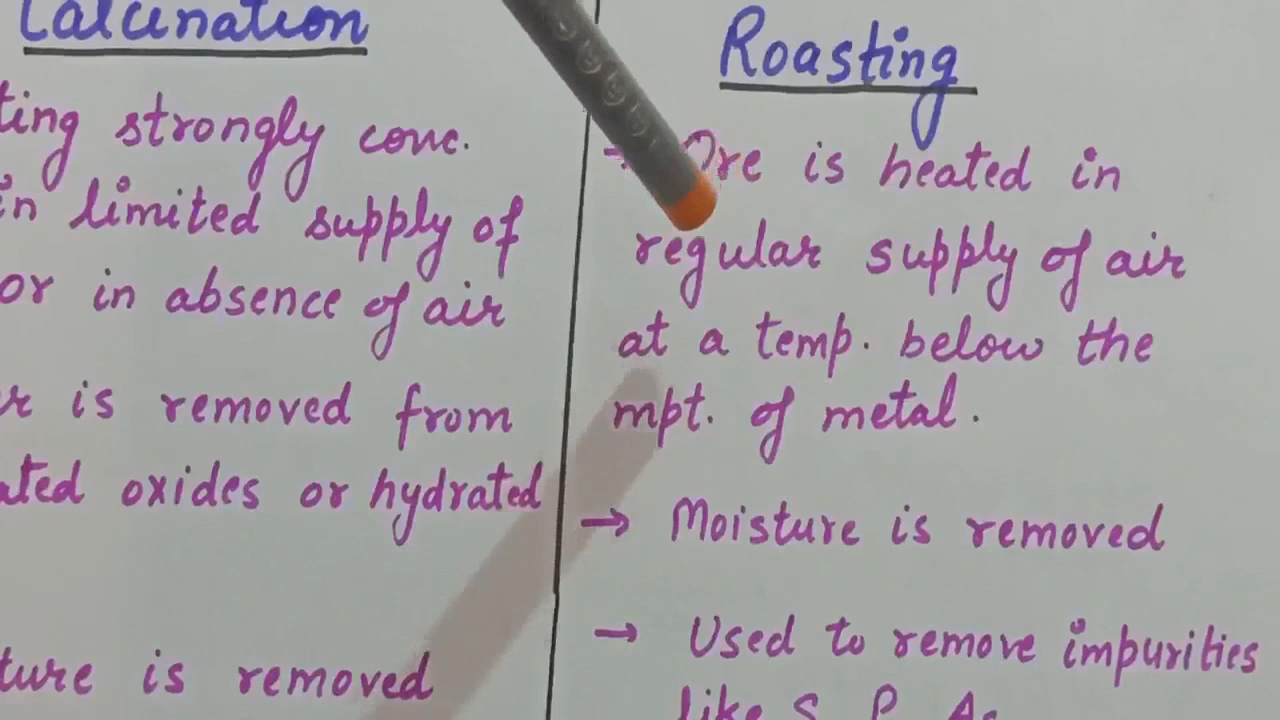 Calcination
ting strongly conc.
in limited supply of
or in absence of air
r is removed from
ated oxides or hydrated
ture is removed
Roasting
→ Ore is heated in
regular supply of air
at a temp. below the
mpt. of metal.
→ Moisture is removed
→ Used to remove impurities
like S, P, As